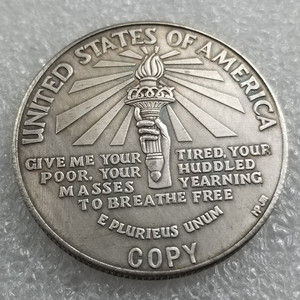 UNITED STATES OF AMERICA
GIVE ME YOUR TIRED, YOUR
POOR, YOUR HUDDLED
MASSES YEARNING
TO BREATHE FREE
E PLURIEUS UNUM
COPY